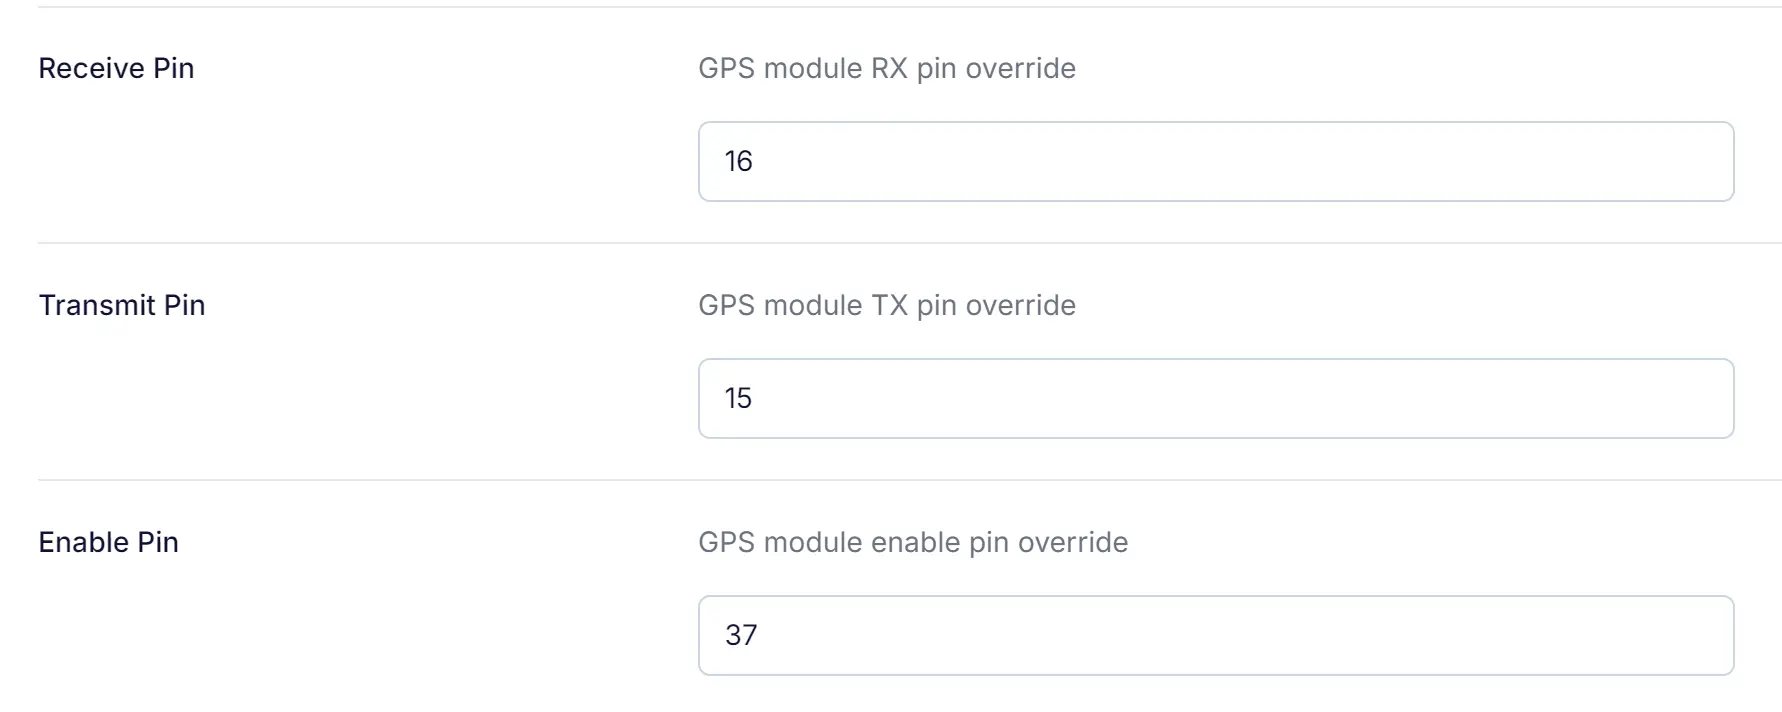 Receive Pin
GPS module RX pin override
16
Transmit Pin
GPS module TX pin override
15
Enable Pin
GPS module enable pin override
37